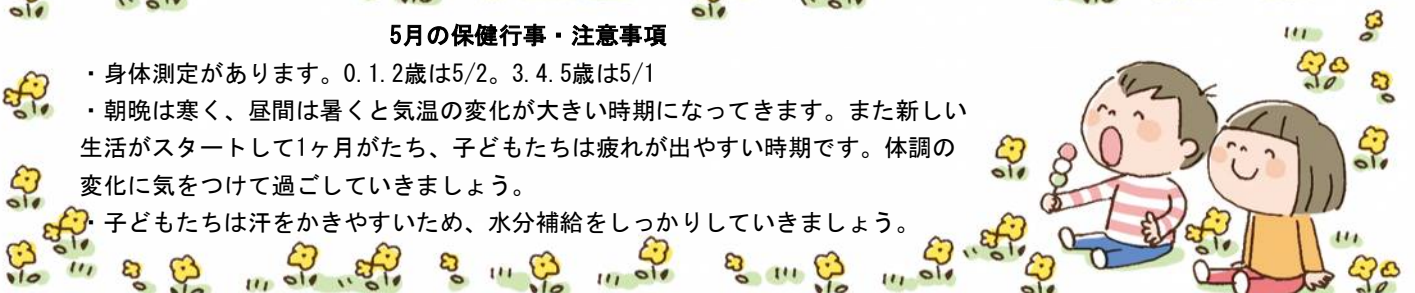 5月の保健行事・注意事項
・身体測定があります。0.1.2歳は5/2。3.4.5歳は5/1
・朝晩は寒く、昼間は暑くと気温の変化が大きい時期になってきます。また新しい
生活がスタートして1ヶ月がたち、子どもたちは疲れが出やすい時期です。体調の
変化に気をつけて過ごしていきましょう。
・子どもたちは汗をかきやすいため、水分補給をしっかりしていきましょう。